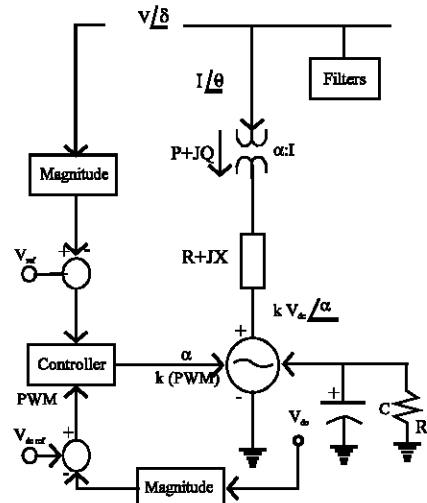 V/δ
I/θ
Filters
P+JQ
α:I
Magnitude
R+JX
+
-
V_ref
k V_dc /α
+
Controller
α
k (PWM)
-
PWM
V_dc
+
C
R
V_dc ref
+
-
Magnitude